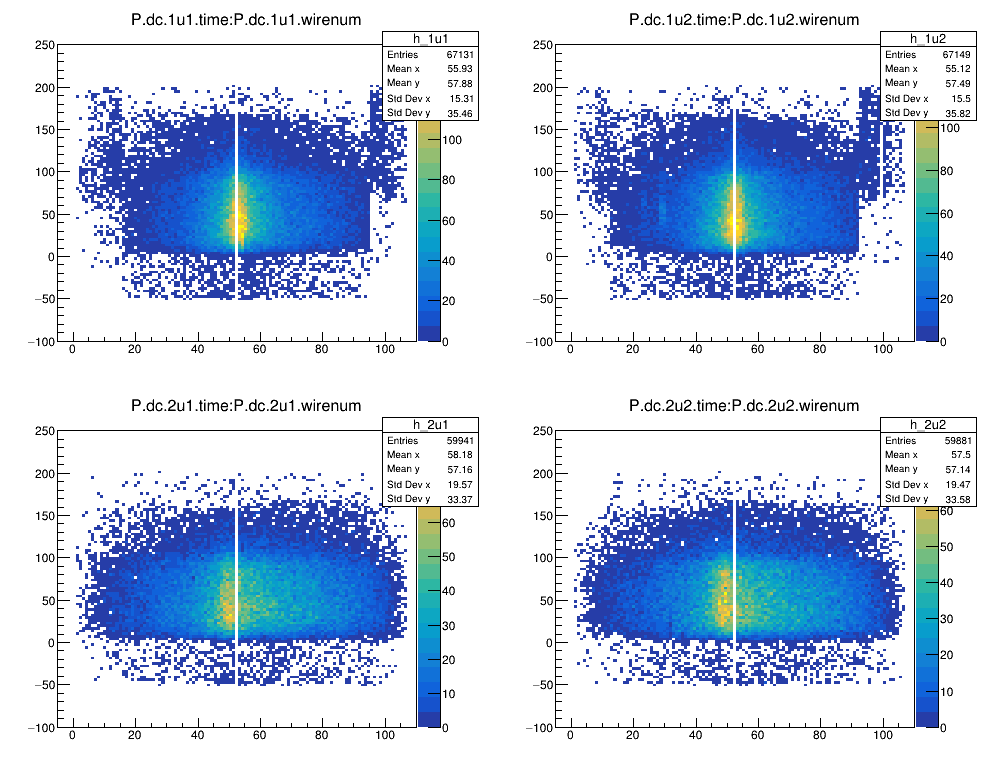 P.dc.1u1.time:P.dc.1u1.wirenum
h_1u1
Entries 67131
Mean x 55.93
Mean y 57.88
Std Dev x 15.31
Std Dev y 35.46
250
200
150
100
50
0
−50
−100
0 20 40 60 80 100
100
80
60
40
20
0
P.dc.1u2.time:P.dc.1u2.wirenum
h_1u2
Entries 67149
Mean x 55.12
Mean y 57.49
Std Dev x 15.5
Std Dev y 35.82
250
200
150
100
50
0
−50
−100
0 20 40 60 80 100
100
80
60
40
20
0
P.dc.2u1.time:P.dc.2u1.wirenum
h_2u1
Entries 59941
Mean x 58.18
Mean y 57.16
Std Dev x 19.57
Std Dev y 33.37
250
200
150
100
50
0
−50
−100
0 20 40 60 80 100
60
50
40
30
20
10
0
P.dc.2u2.time:P.dc.2u2.wirenum
h_2u2
Entries 59881
Mean x 57.5
Mean y 57.14
Std Dev x 19.47
Std Dev y 33.58
250
200
150
100
50
0
−50
−100
0 20 40 60 80 100
60
50
40
30
20
10
0